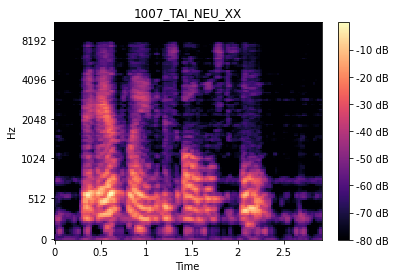 1007_TAI_NEU_XX
8192
4096
2048
1024
512
0
Hz
0 0.5 1 1.5 2 2.5
Time
-10 dB
-20 dB
-30 dB
-40 dB
-50 dB
-60 dB
-70 dB
-80 dB